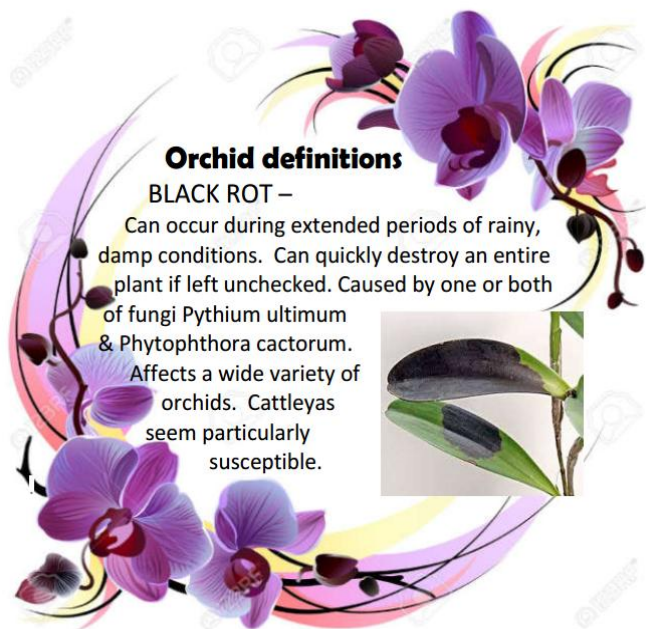 Orchid definitions
BLACK ROT –
Can occur during extended periods of rainy,
damp conditions. Can quickly destroy an entire
plant if left unchecked. Caused by one or both
of fungi Pythium ultimum
& Phytophthora cactorum.
Affects a wide variety of
orchids. Cattleyas
seem particularly
susceptible.